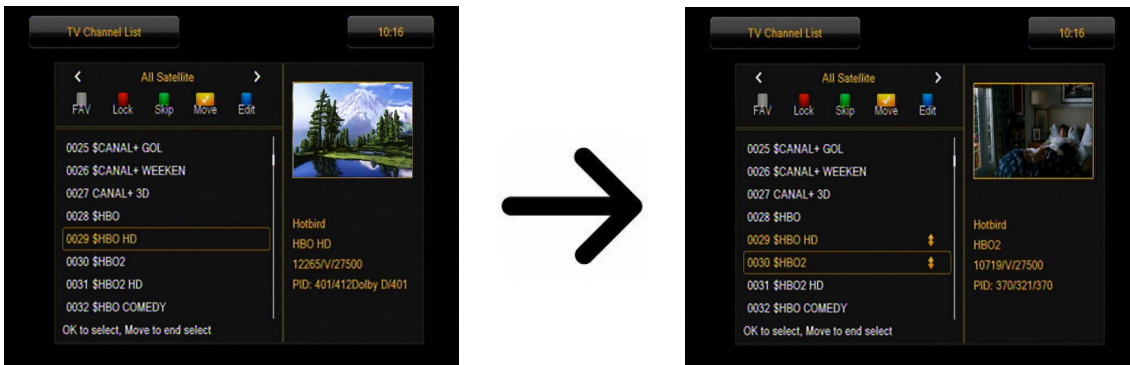 TV Channel List
10:16
All Satellite
FAV Lock Skip Move Edit
0025 $CANAL+ GOL
0026 $CANAL+ WEEKEN
0027 CANAL+ 3D
0028 $HBO
0029 $HBO HD
0030 $HBO2
0031 $HBO2 HD
0032 $HBO COMEDY
OK to select, Move to end select
Hotbird
HBO HD
12265/V/27500
PID: 401/412Dolby D/401
TV Channel List
10:16
All Satellite
FAV Lock Skip Move Edit
0025 $CANAL+ GOL
0026 $CANAL+ WEEKEN
0027 CANAL+ 3D
0028 $HBO
0029 $HBO HD
0030 $HBO2
0031 $HBO2 HD
0032 $HBO COMEDY
OK to select, Move to end select
Hotbird
HBO2
10719/V/27500
PID: 370/321/370